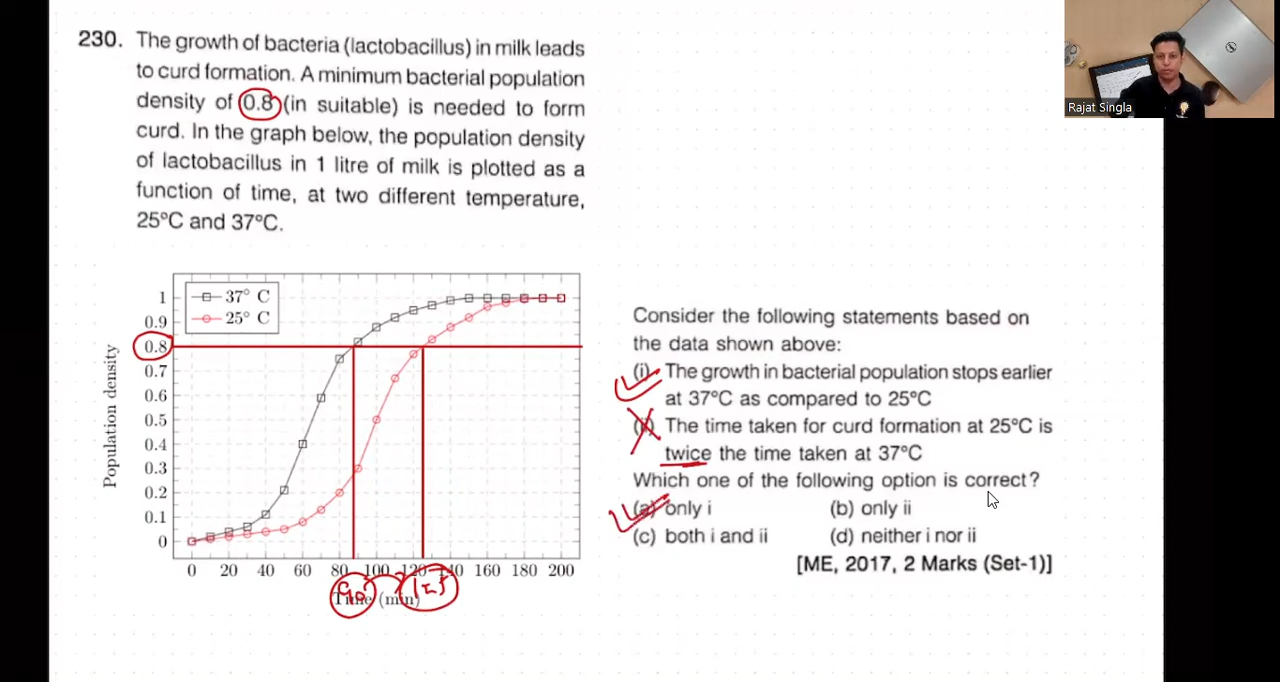 230. The growth of bacteria (lactobacillus) in milk leads
to curd formation. A minimum bacterial population
density of 0.8 (in suitable) is needed to form
curd. In the graph below, the population density
of lactobacillus in 1 litre of milk is plotted as a
function of time, at two different temperature,
25°C and 37°C.
37° C
25° C
1
0.9
0.8
0.7
0.6
0.5
0.4
0.3
0.2
0.1
0
Population density
0 20 40 60 80 100 120 140 160 180 200
Time (min)
90 125
Consider the following statements based on
the data shown above:
(i) The growth in bacterial population stops earlier
at 37°C as compared to 25°C
(ii) The time taken for curd formation at 25°C is
twice the time taken at 37°C
Which one of the following option is correct?
(a) only i (b) only ii
(c) both i and ii (d) neither i nor ii
[ME, 2017, 2 Marks (Set-1)]
Rajat Singla